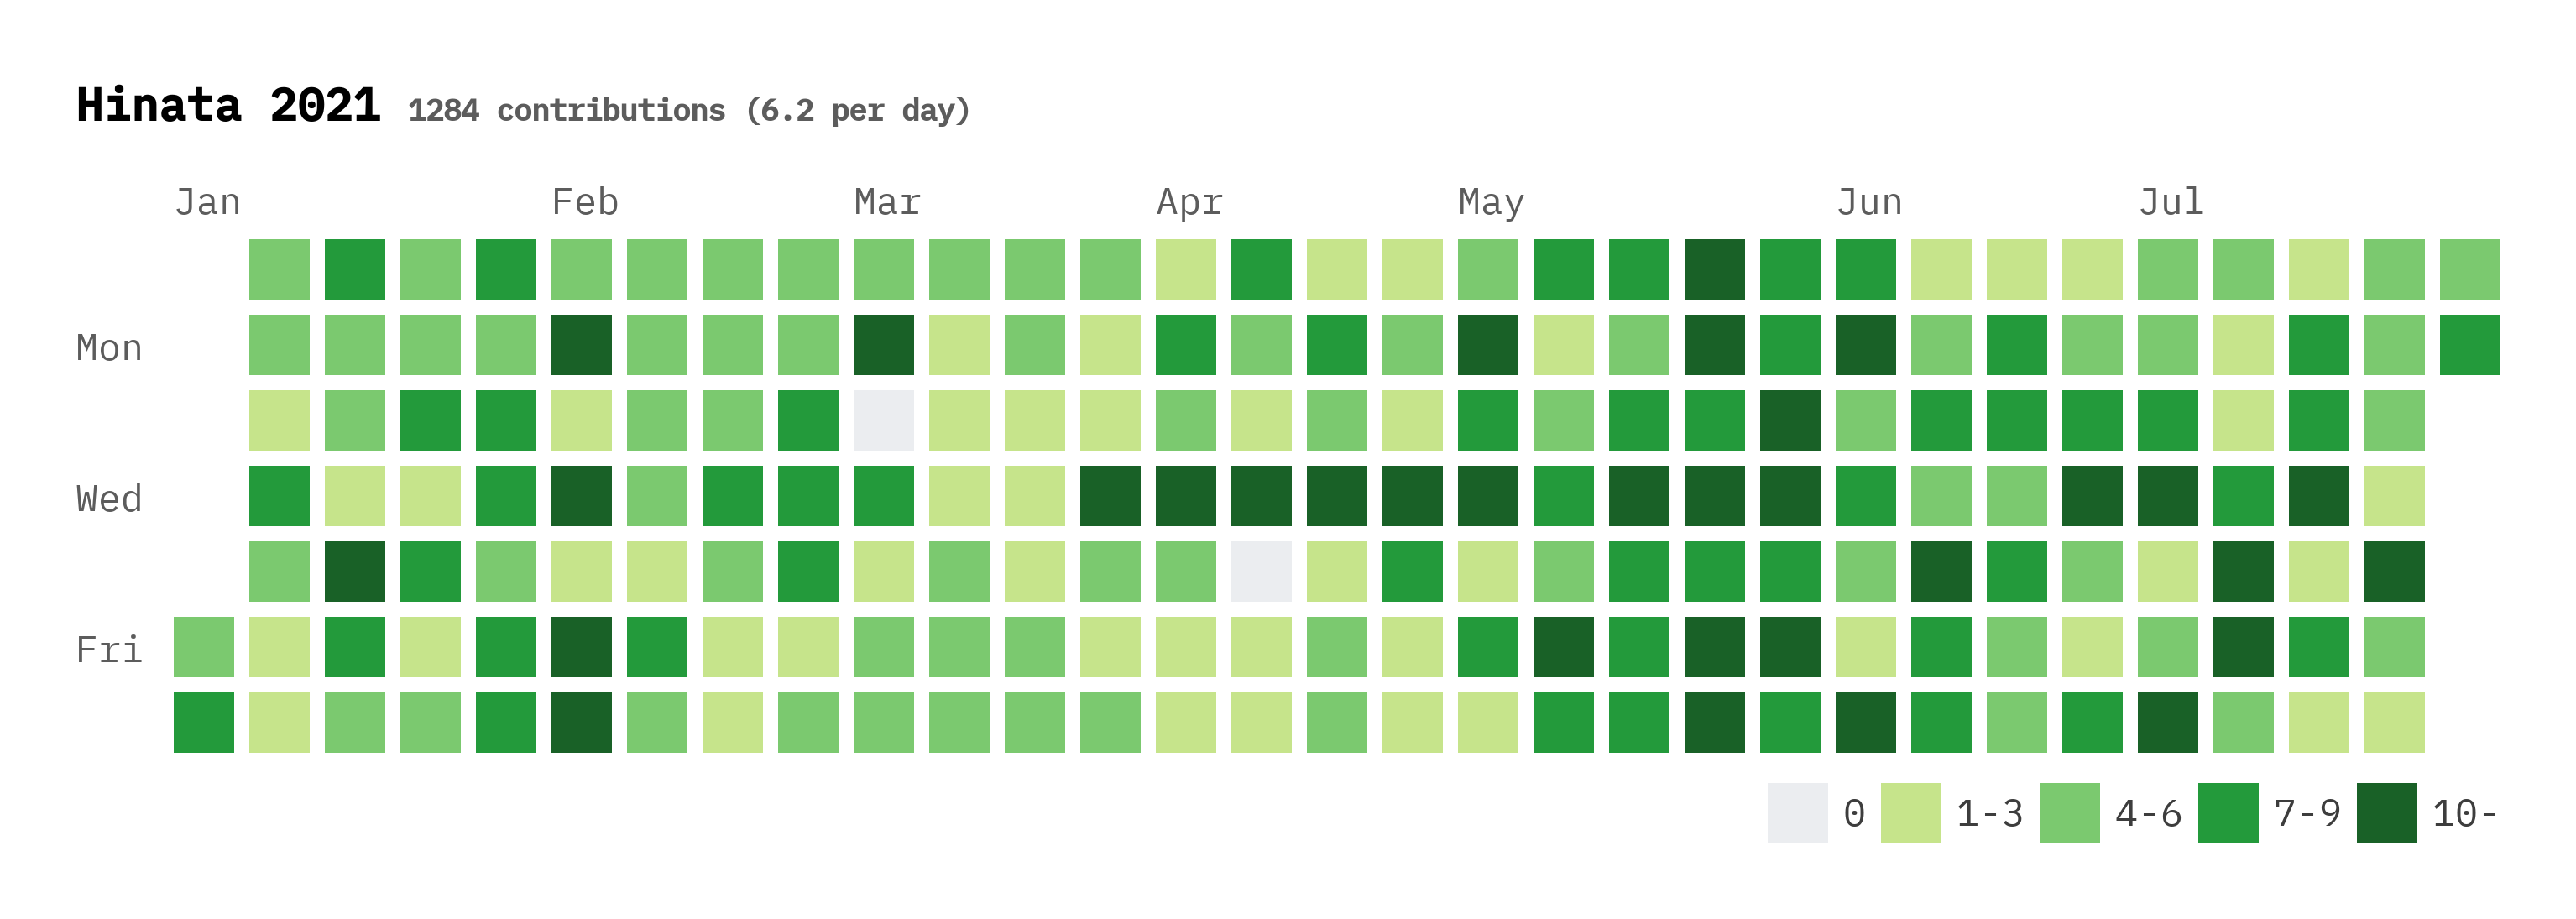 Hinata 2021 1284 contributions (6.2 per day)
Jan Feb Mar Apr May Jun Jul
Mon
Wed
Fri
0 1-3 4-6 7-9 10-